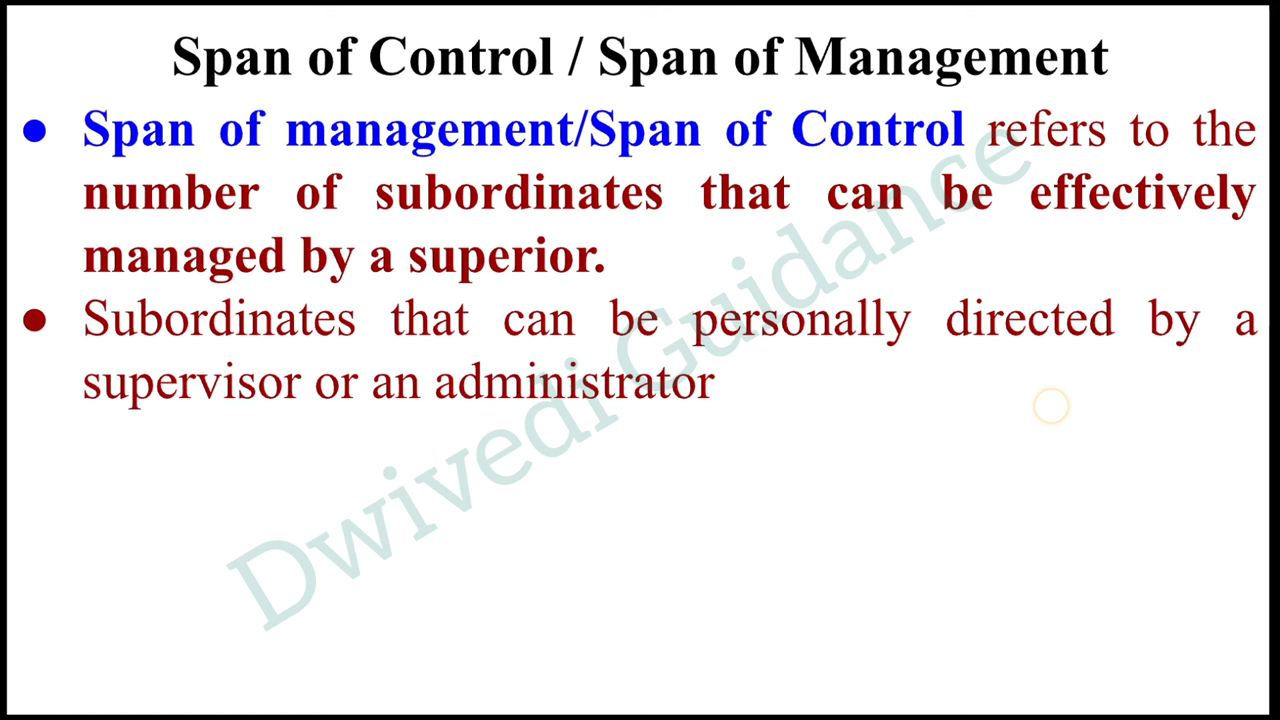 Span of Control / Span of Management
● Span of management/Span of Control refers to the
number of subordinates that can be effectively
managed by a superior.
● Subordinates that can be personally directed by a
supervisor or an administrator
Dwivedi Guidance